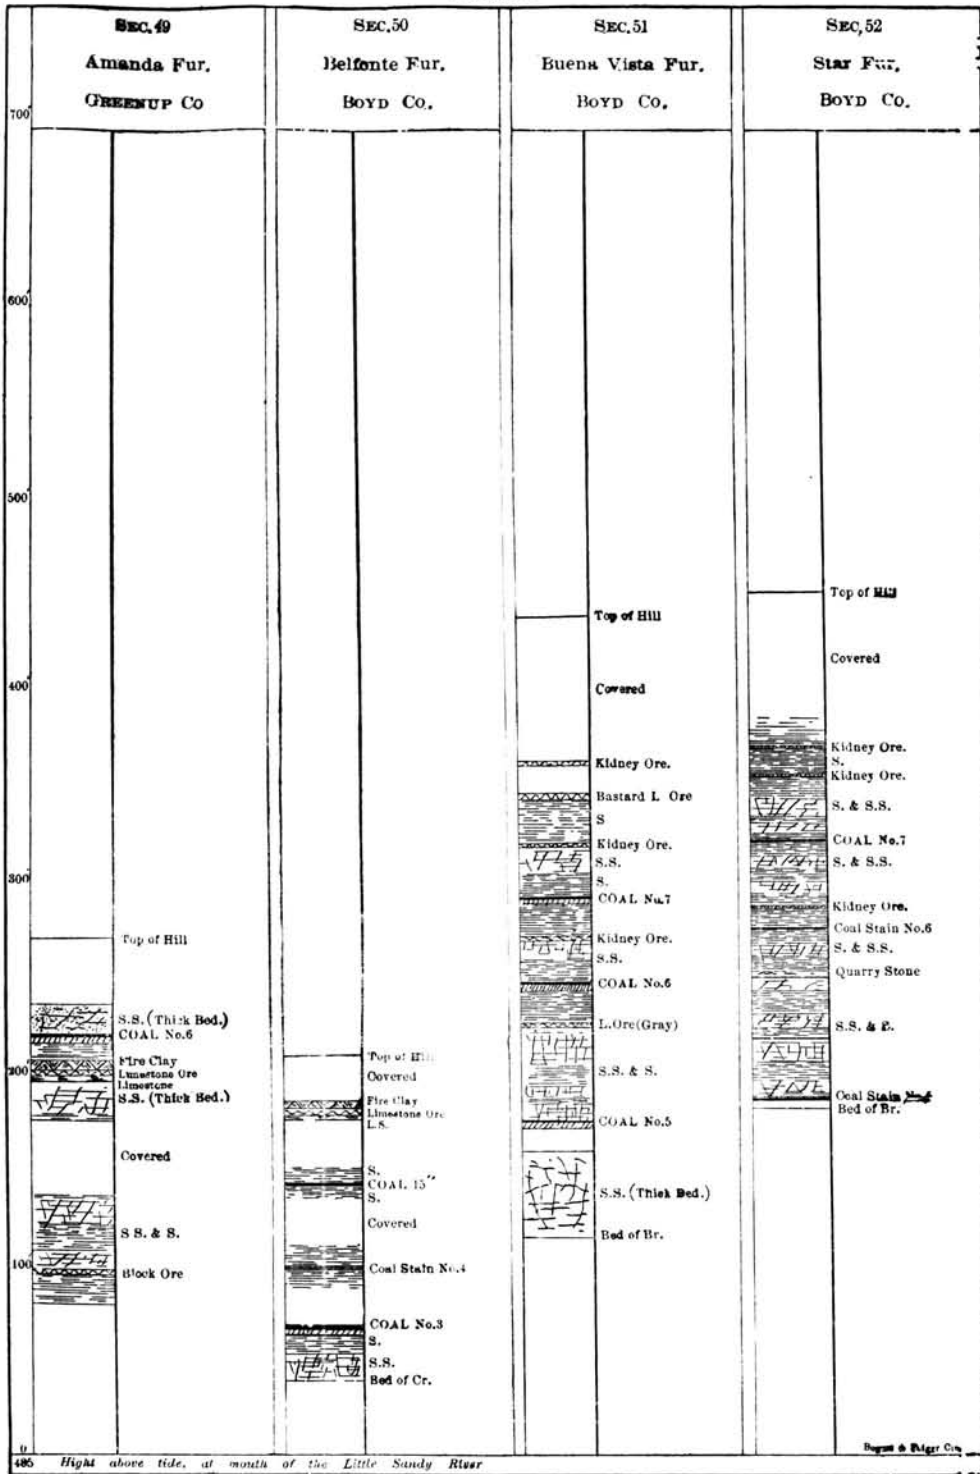 SEC. 49
Amanda Fur.
GREENUP CO
SEC. 50
Bellfonte Fur.
BOYD CO.
SEC. 51
Buena Vista Fur.
BOYD CO.
SEC. 52
Star Fur.
BOYD CO.
700
600
500
400
300
200
100
0
Top of Hill
S.S. (Thick Bed.)
COAL No.6
Fire Clay
Limestone Ore
Limestone
S.S. (Thick Bed.)
Covered
S S. & S.
Block Ore
Top of Hill
Covered
Fire Clay
Limestone Ore
L.S.
S.
COAL 15"
S.
Covered
Coal Stain No.4
COAL No.3
S.
S.S.
Bed of Cr.
Top of Hill
Covered
Kidney Ore.
Bastard L Ore
S
Kidney Ore.
S.S.
S.
COAL No.7
Kidney Ore.
S.S.
COAL No.6
L.Ore(Gray)
S.S. & S.
COAL No.5
S.S. (Thick Bed.)
Bed of Br.
Top of Hill
Covered
Kidney Ore.
S.
Kidney Ore.
S. & S.S.
COAL No.7
S. & S.S.
Kidney Ore.
Coal Stain No.6
S. & S.S.
Quarry Stone
S.S. &
Coal Stain
Bed of Br.
485 Hight above tide, at mouth of the Little Sandy River